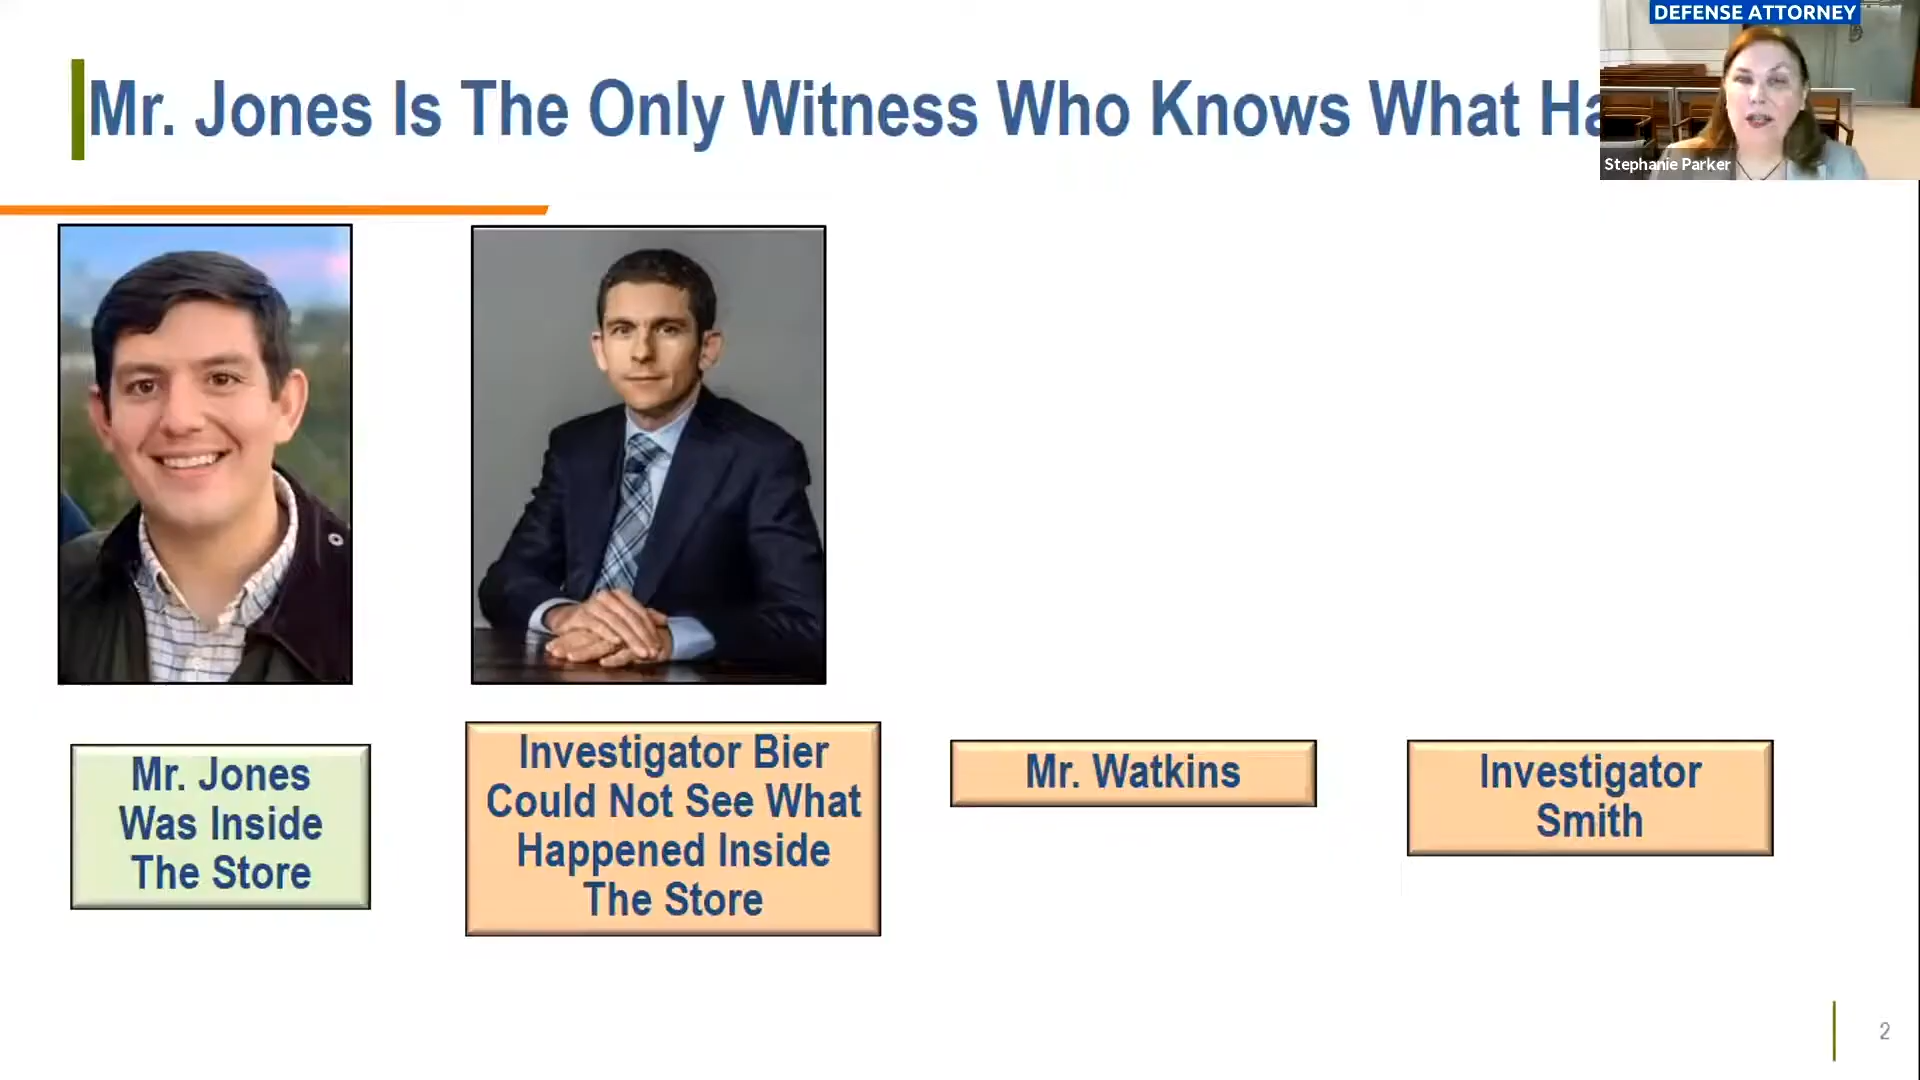 DEFENSE ATTORNEY
Mr. Jones Is The Only Witness Who Knows What Ha
Stephanie Parker
Mr. Jones
Was Inside
The Store
Investigator Bier
Could Not See What
Happened Inside
The Store
Mr. Watkins
Investigator
Smith
2